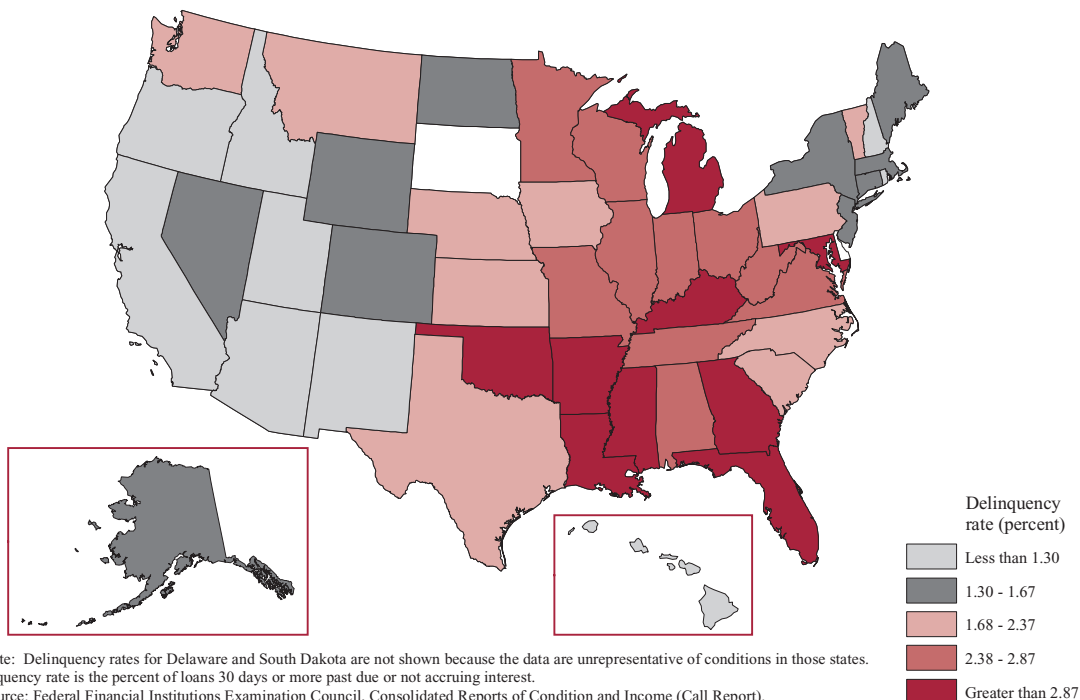 Delinquency
rate (percent)
Less than 1.30
1.30 - 1.67
1.68 - 2.37
2.38 - 2.87
Greater than 2.87
te: Delinquency rates for Delaware and South Dakota are not shown because the data are unrepresentative of conditions in those states.
quency rate is the percent of loans 30 days or more past due or not accruing interest.
urce: Federal Financial Institutions Examination Council, Consolidated Reports of Condition and Income (Call Report).